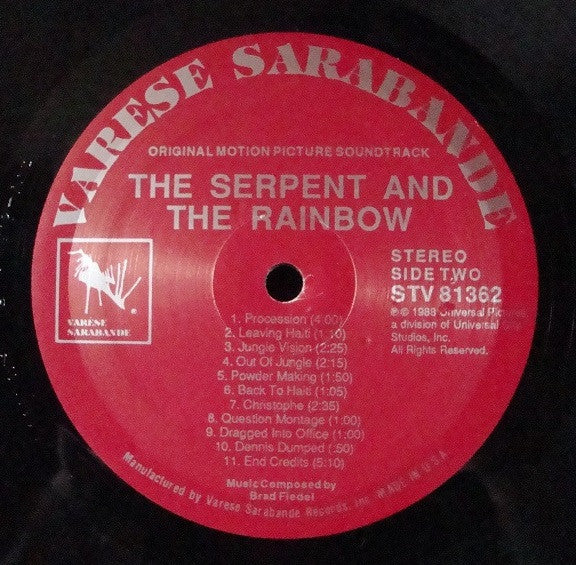 VARESE SARABANDE
ORIGINAL MOTION PICTURE SOUNDTRACK
THE SERPENT AND
THE RAINBOW
VARESE
SARABANDE
STEREO
SIDE TWO
STV 81362
℗ © 1988 Universal
a division of Universal
Studios, Inc.
All Rights Reserved.
1. Procession (4:00)
2. Leaving Haiti (1:10)
3. Jungle Vision (2:25)
4. Out Of Jungle (2:15)
5. Powder Making (1:50)
6. Back To Haiti (1:05)
7. Christophe (2:35)
8. Question Montage (1:00)
9. Dragged Into Office (1:00)
10. Dennis Dumped (:50)
11. End Credits (5:10)
Music Composed by
Brad Fiedel
Manufactured by Varese Sarabande Records, Inc. MADE IN U.S.A.